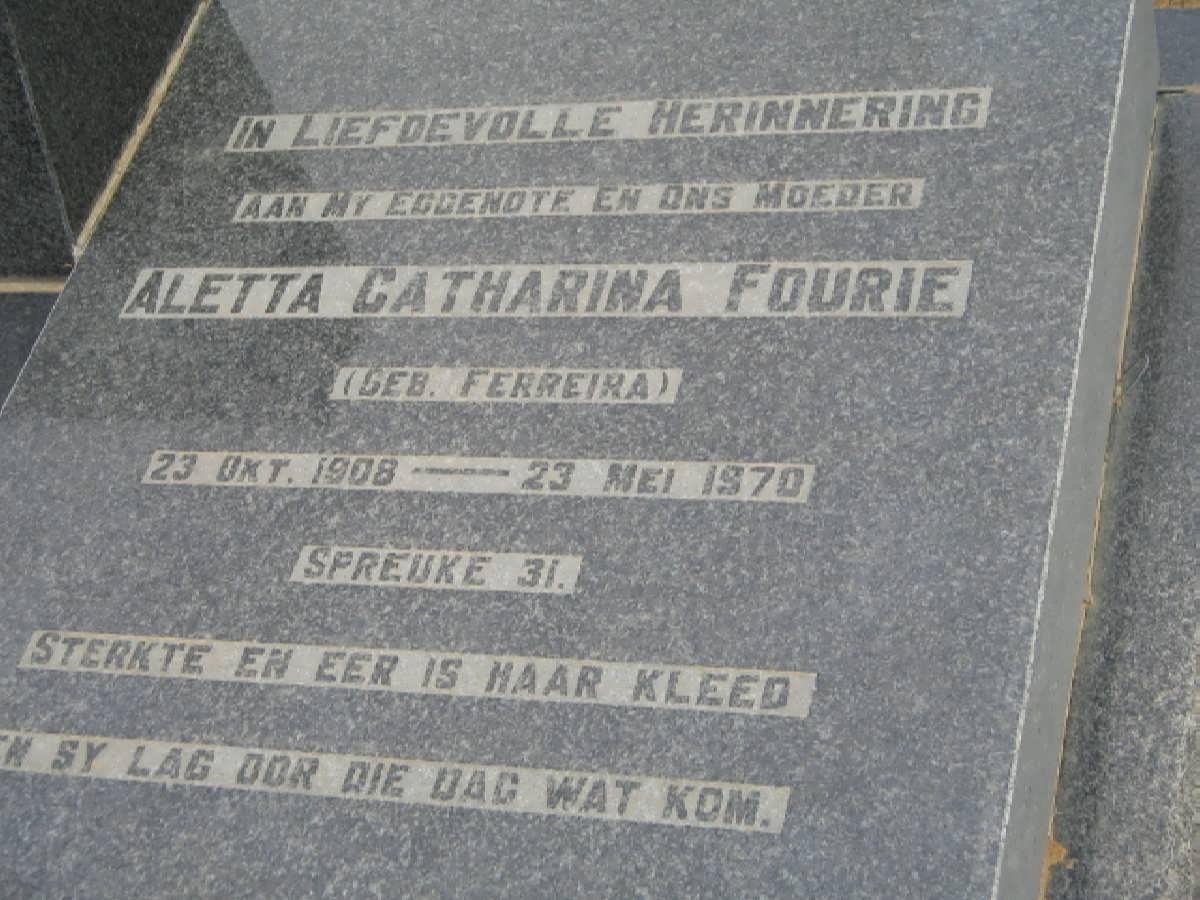 IN LIEFDEVOLLE HERINNERING
AAN MY EGGENOTE EN ONS MOEDER
ALETTA CATHARINA FOURIE
(GEB. FERREIRA)
23 OKT. 1908 — 23 MEI 1970
SPREUKE 31.
STERKTE EN EER IS HAAR KLEED
EN SY LAG OOR DIE DAG WAT KOM.